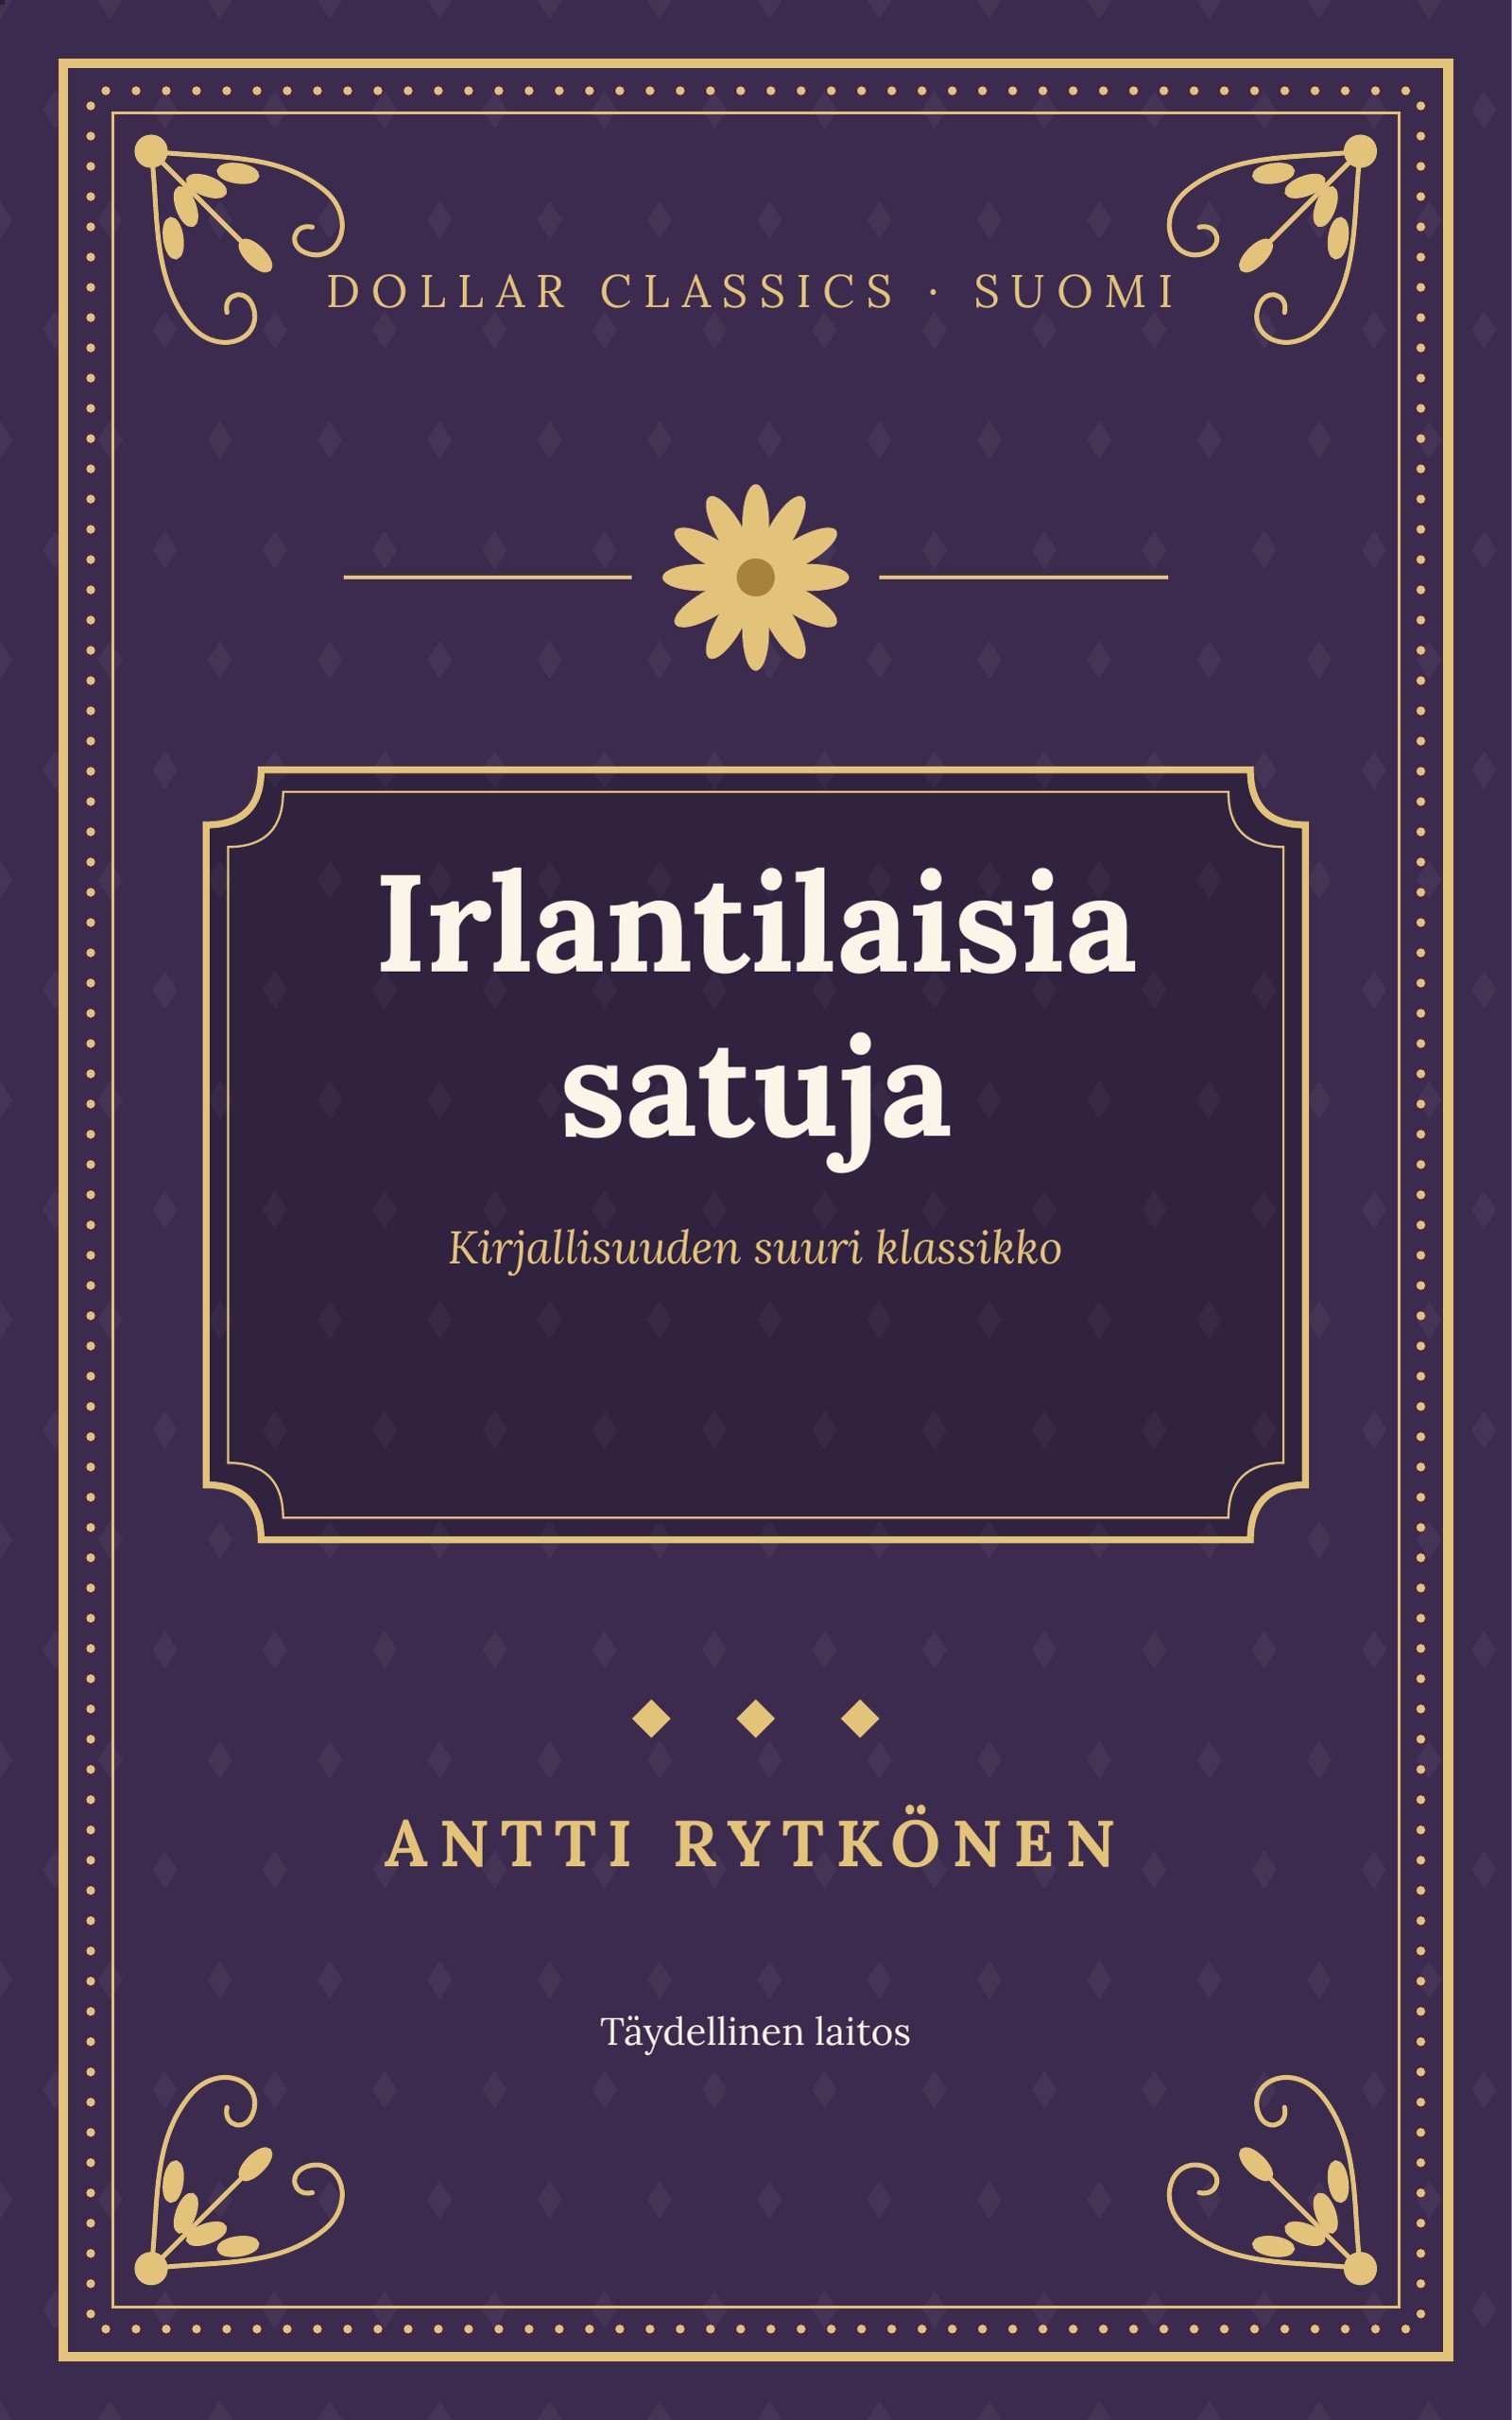 DOLLAR CLASSICS · SUOMI
Irlantilaisia
satuja
Kirjallisuuden suuri klassikko
ANTTI RYTKÖNEN
Täydellinen laitos